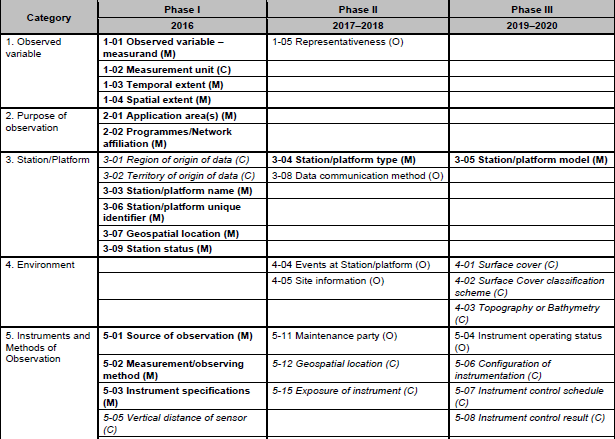 Category Phase I Phase II Phase III
2016 2017–2018 2019–2020
1. Observed 1-01 Observed variable – 1-05 Representativeness (O)
variable measurand (M)
1-02 Measurement unit (C)
1-03 Temporal extent (M)
1-04 Spatial extent (M)
2. Purpose of 2-01 Application area(s) (M)
observation 2-02 Programmes/Network
affiliation (M)
3. Station/Platform 3-01 Region of origin of data (C) 3-04 Station/platform type (M) 3-05 Station/platform model (M)
3-02 Territory of origin of data (C) 3-08 Data communication method (O)
3-03 Station/platform name (M)
3-06 Station/platform unique
identifier (M)
3-07 Geospatial location (M)
3-09 Station status (M)
4. Environment 4-04 Events at Station/platform (O) 4-01 Surface cover (C)
4-05 Site information (O) 4-02 Surface Cover classification
scheme (C)
4-03 Topography or Bathymetry
(C)
5. Instruments and 5-01 Source of observation (M) 5-11 Maintenance party (O) 5-04 Instrument operating status
Methods of (O)
Observation 5-02 Measurement/observing 5-12 Geospatial location (C) 5-06 Configuration of
method (M) instrumentation (C)
5-03 Instrument specifications 5-15 Exposure of instrument (C) 5-07 Instrument control schedule
(M) (C)
5-05 Vertical distance of sensor 5-08 Instrument control result (C)
(C)